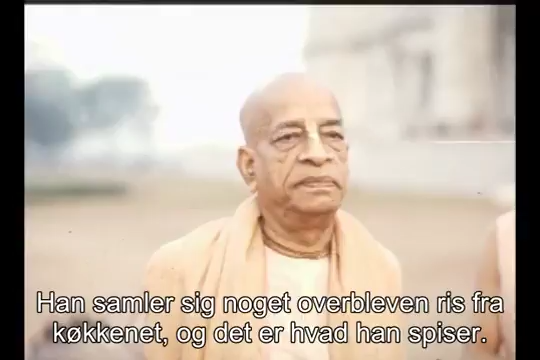 Han samler sig noget overbleven ris fra
køkkenet, og det er hvad han spiser.